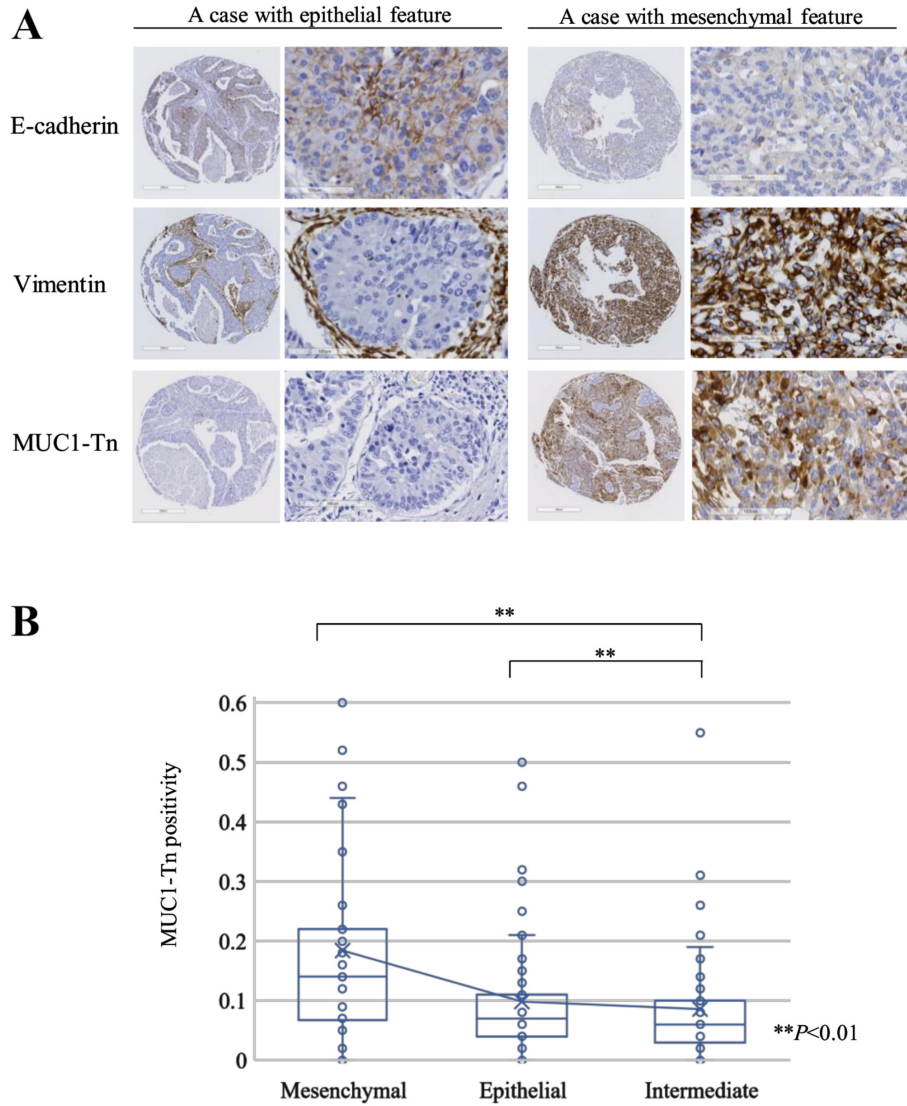 A
A case with epithelial feature
A case with mesenchymal feature
E-cadherin
Vimentin
MUC1-Tn
B
**
**
MUC1-Tn positivity
0.6
0.5
0.4
0.3
0.2
0.1
0
Mesenchymal
Epithelial
Intermediate
**P<0.01